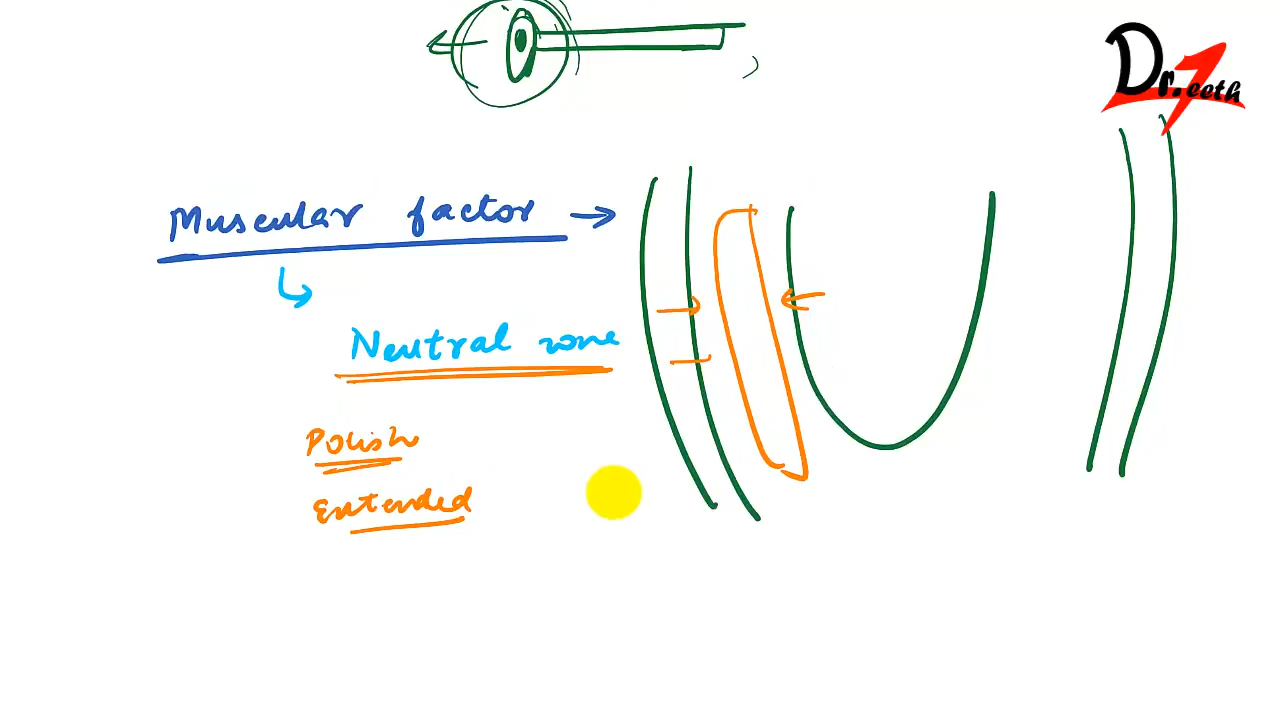 Dr. Teeth
Muscular factor →
Neutral zone
Polish
Extended